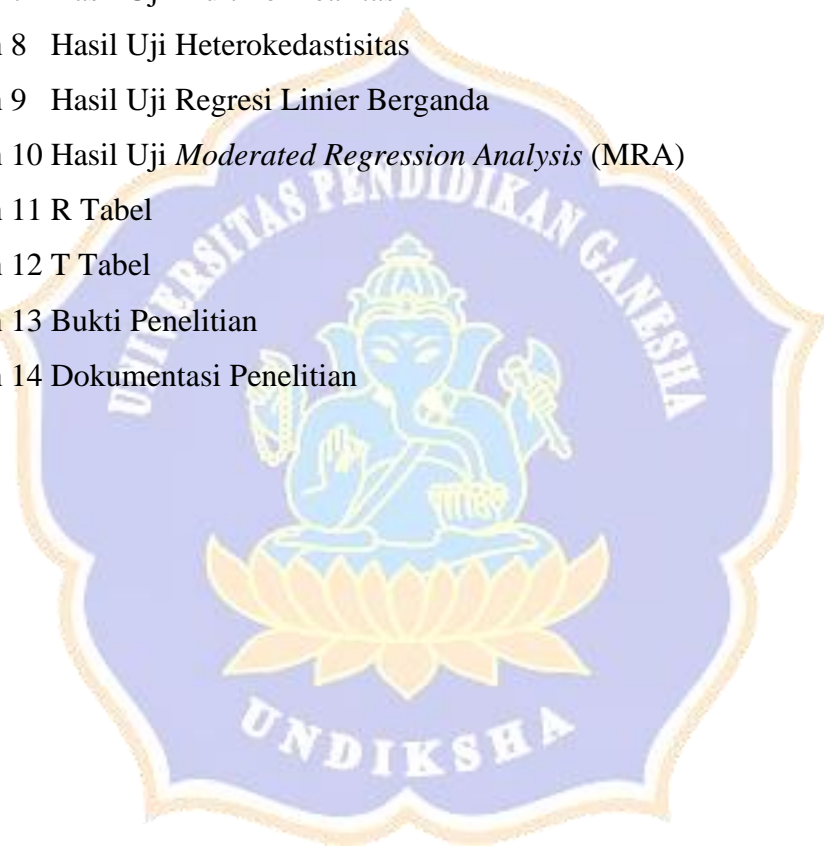 n 8 Hasil Uji Heterokedastisitas
n 9 Hasil Uji Regresi Linier Berganda
n 10 Hasil Uji Moderated Regression Analysis (MRA)
n 11 R Tabel
n 12 T Tabel
n 13 Bukti Penelitian
n 14 Dokumentasi Penelitian
UNIVERSITAS PENDIDIKAN GANESHA
UNDIKSHA